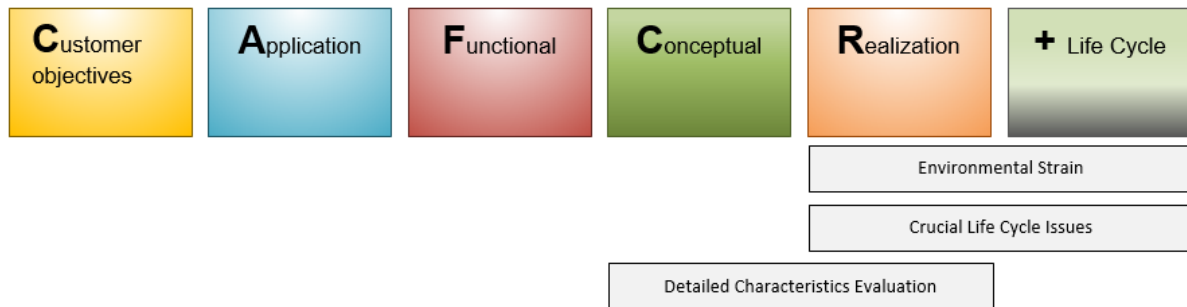 Customer
objectives
Application
Functional
Conceptual
Realization
+ Life Cycle
Environmental Strain
Crucial Life Cycle Issues
Detailed Characteristics Evaluation